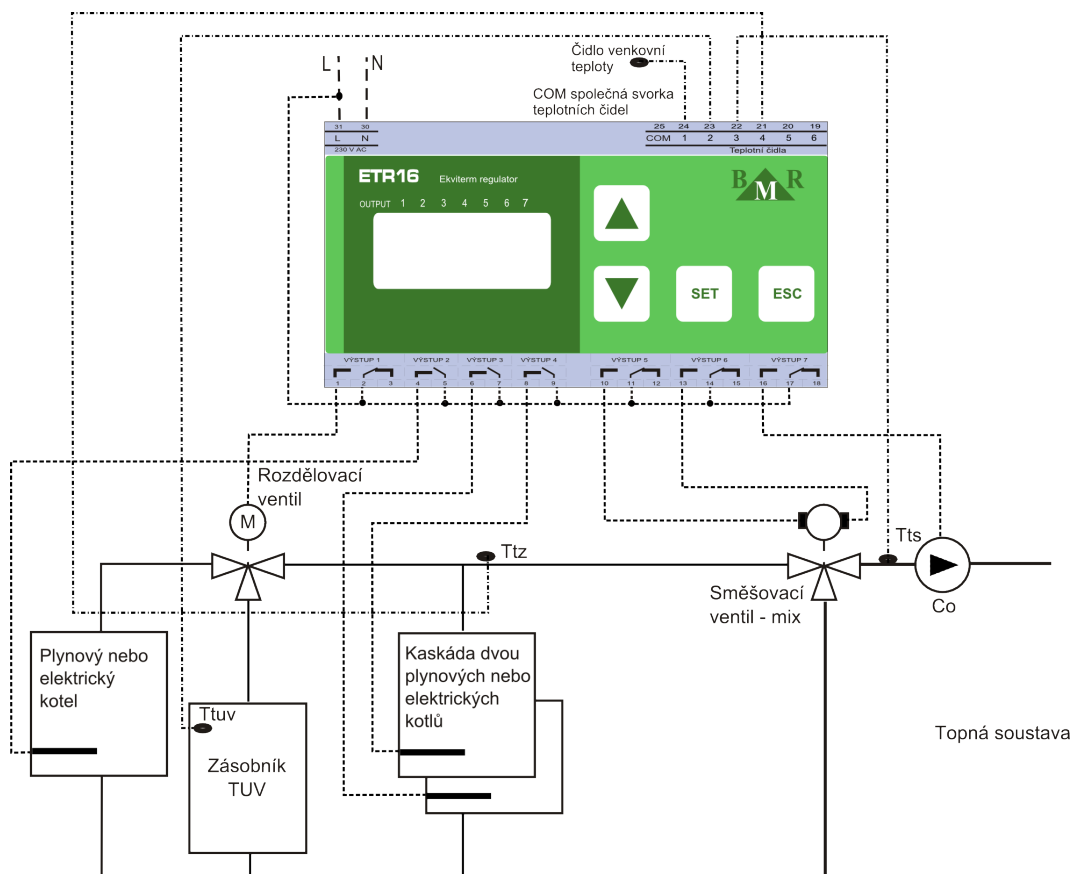 Čidlo venkovní
teploty
L N
COM společná svorka
teplotních čidel
31 30
L N
230 V AC
25 24 23 22 21 20 19
COM 1 2 3 4 5 6
Teplotní čidla
ETR16 Ekviterm regulator
OUTPUT 1 2 3 4 5 6 7
B M R
SET
ESC
VÝSTUP 1 VÝSTUP 2 VÝSTUP 3 VÝSTUP 4 VÝSTUP 5 VÝSTUP 6 VÝSTUP 7
1 2 3 4 5 6 7 8 9 10 11 12 13 14 15 16 17 18
Rozdělovací
ventil
M
Ttz
Tts
Směšovací
ventil - mix
Co
Plynový nebo
elektrický
kotel
Kaskáda dvou
plynových nebo
elektrických
kotlů
Ttuv
Zásobník
TUV
Topná soustava